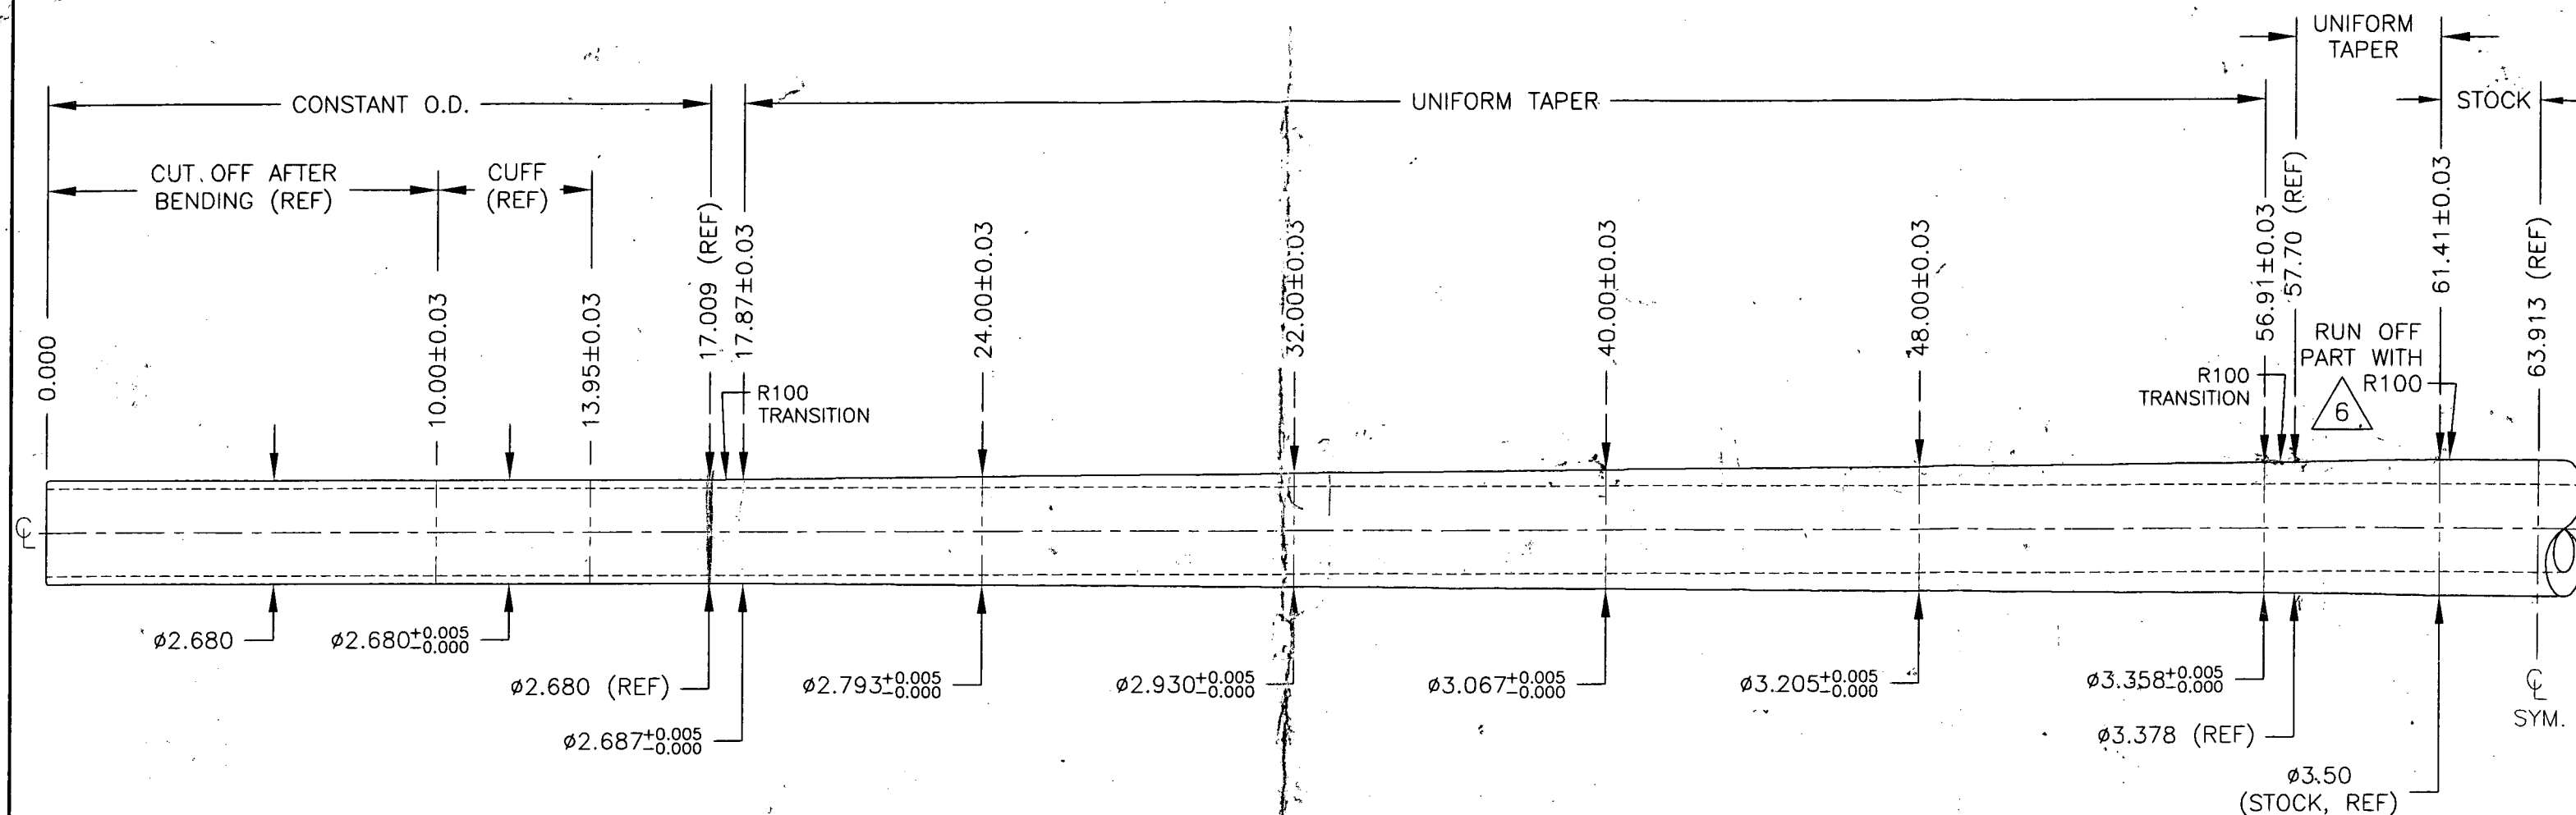 UNIFORM
TAPER
CONSTANT O.D.
UNIFORM TAPER
STOCK
CUT OFF AFTER
BENDING (REF)
CUFF
(REF)
0.000
10.00±0.03
13.95±0.03
17.009 (REF)
17.87±0.03
24.00±0.03
32.00±0.03
40.00±0.03
48.00±0.03
56.91±0.03
57.70 (REF)
61.41±0.03
63.913 (REF)
R100
TRANSITION
R100
TRANSITION
RUN OFF
PART WITH
R100
6
℄
ø2.680
ø2.680+0.005-0.000
ø2.680 (REF)
ø2.687+0.005-0.000
ø2.793+0.005-0.000
ø2.930+0.005-0.000
ø3.067+0.005-0.000
ø3.205+0.005-0.000
ø3.358+0.005-0.000
ø3.378 (REF)
ø3.50
(STOCK, REF)
℄
SYM.